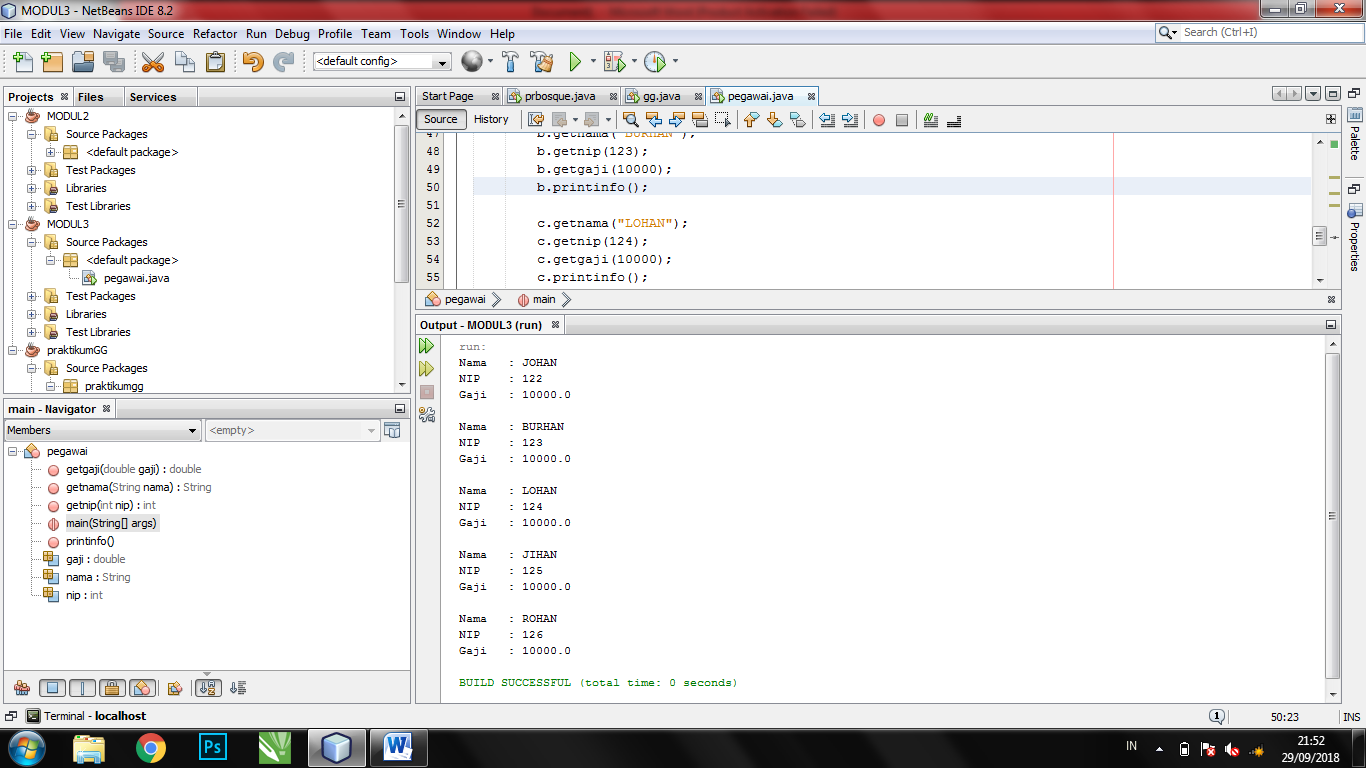 MODUL3 - NetBeans IDE 8.2
File Edit View Navigate Source Refactor Run Debug Profile Team Tools Window Help
Search (Ctrl+I)
<default config>
Projects Files Services
MODUL2
Source Packages
<default package>
Test Packages
Libraries
Test Libraries
MODUL3
Source Packages
<default package>
pegawai.java
Test Packages
Libraries
Test Libraries
praktikumGG
Source Packages
praktikumgg
main - Navigator
Members <empty>
pegawai
getgaji(double gaji) : double
getnama(String nama) : String
getnip(int nip) : int
main(String[] args)
printinfo()
gaji : double
nama : String
nip : int
Start Page prbosque.java gg.java pegawai.java
Source History
47 b.getnama("BURHAN");
48 b.getnip(123);
49 b.getgaji(10000);
50 b.printinfo();
51
52 c.getnama("LOHAN");
53 c.getnip(124);
54 c.getgaji(10000);
55 c.printinfo();
pegawai main
Output - MODUL3 (run)
run:
Nama : JOHAN
NIP : 122
Gaji : 10000.0
Nama : BURHAN
NIP : 123
Gaji : 10000.0
Nama : LOHAN
NIP : 124
Gaji : 10000.0
Nama : JIHAN
NIP : 125
Gaji : 10000.0
Nama : ROHAN
NIP : 126
Gaji : 10000.0
BUILD SUCCESSFUL (total time: 0 seconds)
Palette
Properties
Terminal - localhost
1
50:23 INS
Ps
W
IN
21:52
29/09/2018